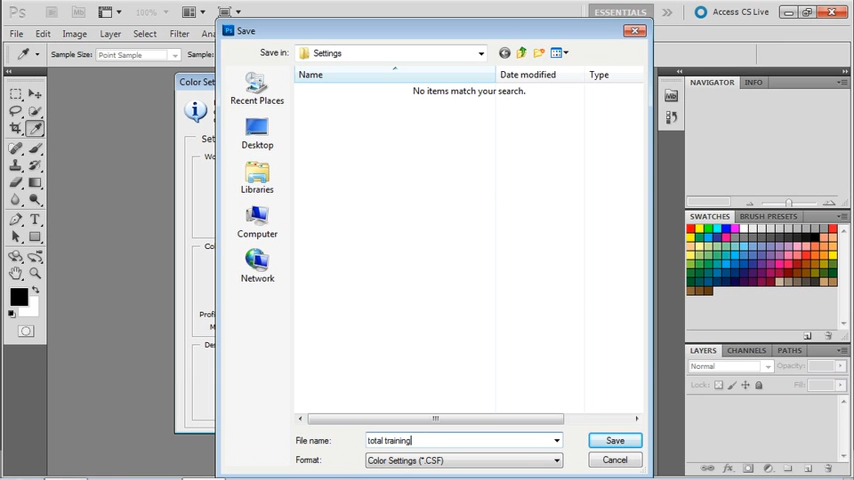 Ps
Br
Mb
100%
ESSENTIALS
Access CS Live
File
Edit
Image
Layer
Select
Filter
Sample Size:
Point Sample
Save
Save in:
Settings
Name
Date modified
Type
No items match your search.
Recent Places
Desktop
Libraries
Computer
Network
File name:
total training
Save
Format:
Color Settings (*.CSF)
Cancel
Color Set
NAVIGATOR
INFO
SWATCHES
BRUSH PRESETS
LAYERS
CHANNELS
PATHS
Normal
Opacity:
Lock:
Fill: